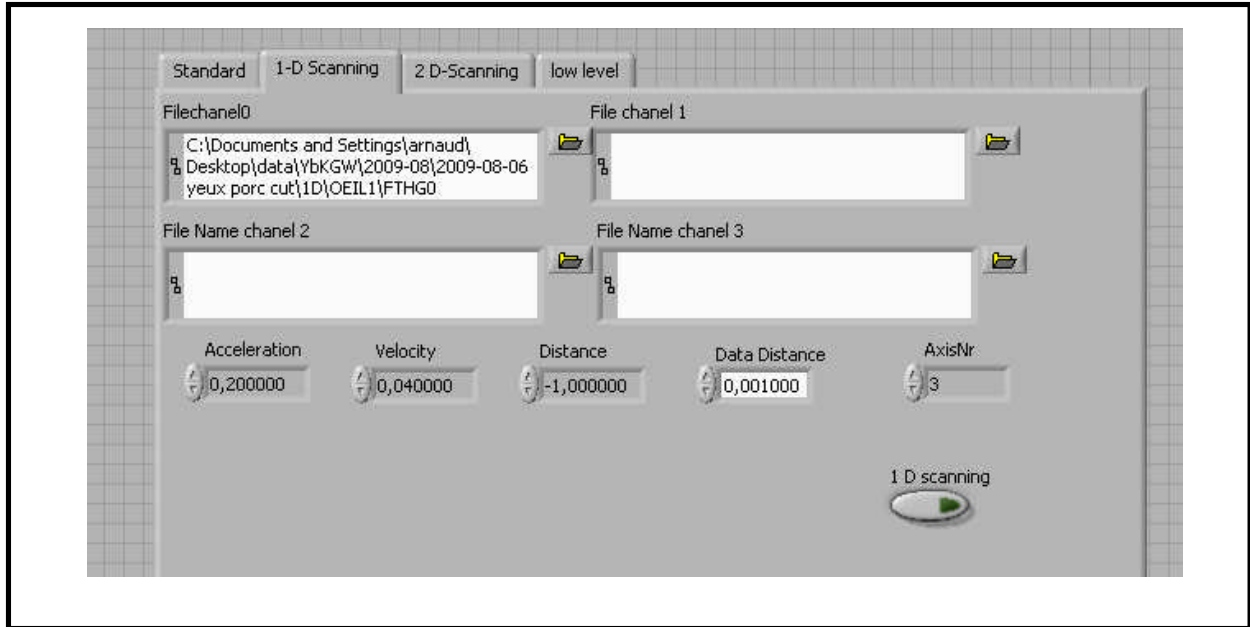 Standard
1-D Scanning
2 D-Scanning
low level
Filechanel0
File chanel 1
C:\Documents and Settings\arnaud\
Desktop\data\YbKGW\2009-08\2009-08-06
yeux porc cut\1D\OEIL1\FTHG0
File Name chanel 2
File Name chanel 3
Acceleration
Velocity
Distance
Data Distance
AxisNr
0,200000
0,040000
-1,000000
0,001000
3
1 D scanning